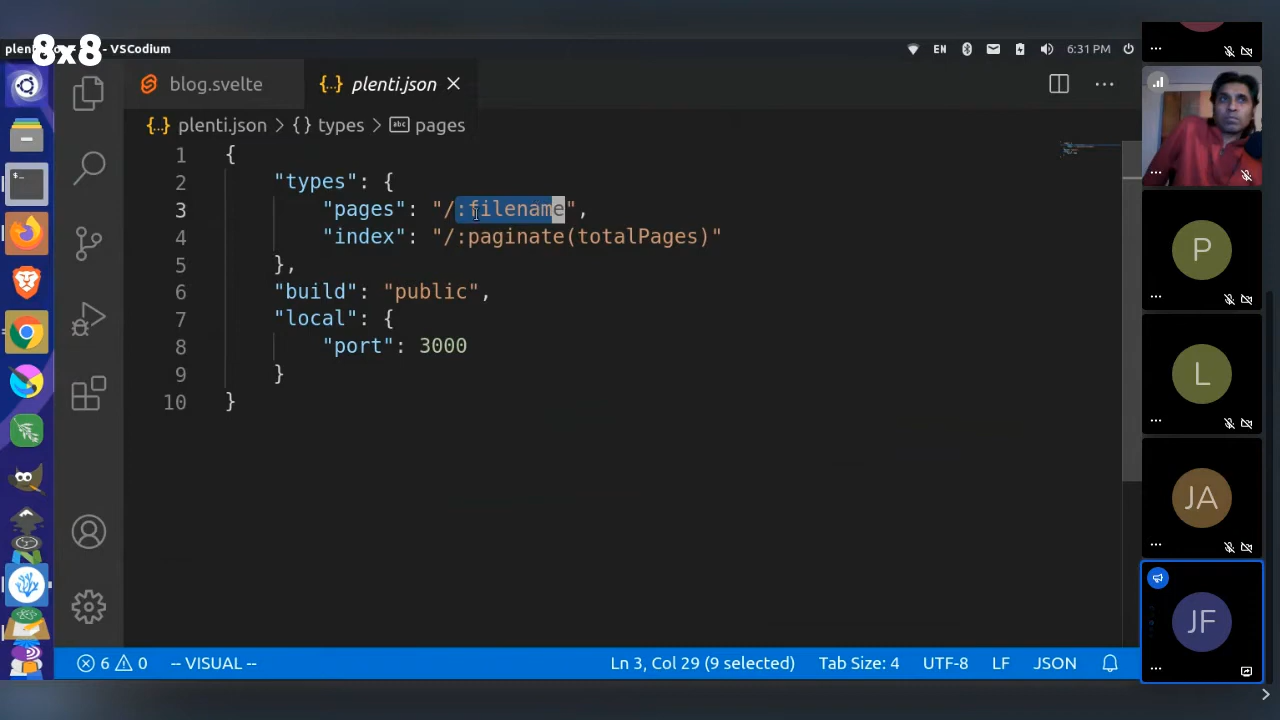 8x8
plen
- VSCodium
EN
6:31 PM
blog.svelte
{..} plenti.json
{..} plenti.json > {} types > abc pages
1 {
2 "types": {
3 "pages": "/:filename",
4 "index": "/:paginate(totalPages)"
5 },
6 "build": "public",
7 "local": {
8 "port": 3000
9 }
10 }
P
L
JA
JF
6 0 -- VISUAL -- Ln 3, Col 29 (9 selected) Tab Size: 4 UTF-8 LF JSON